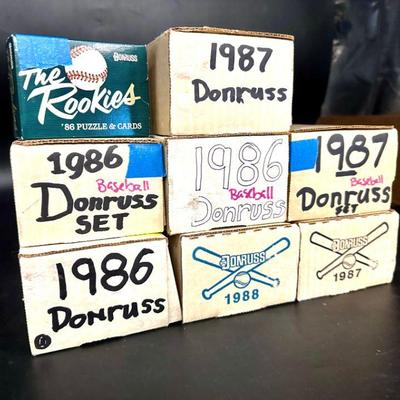 DONRUSS
The
Rookies
'86 PUZZLE & CARDS
1987
Donruss
1986
Baseball
Donruss
SET
1986
Baseball
Donruss
1987
Baseball
Donruss
SET
1986
Donruss
DONRUSS
1988
DONRUSS
1987